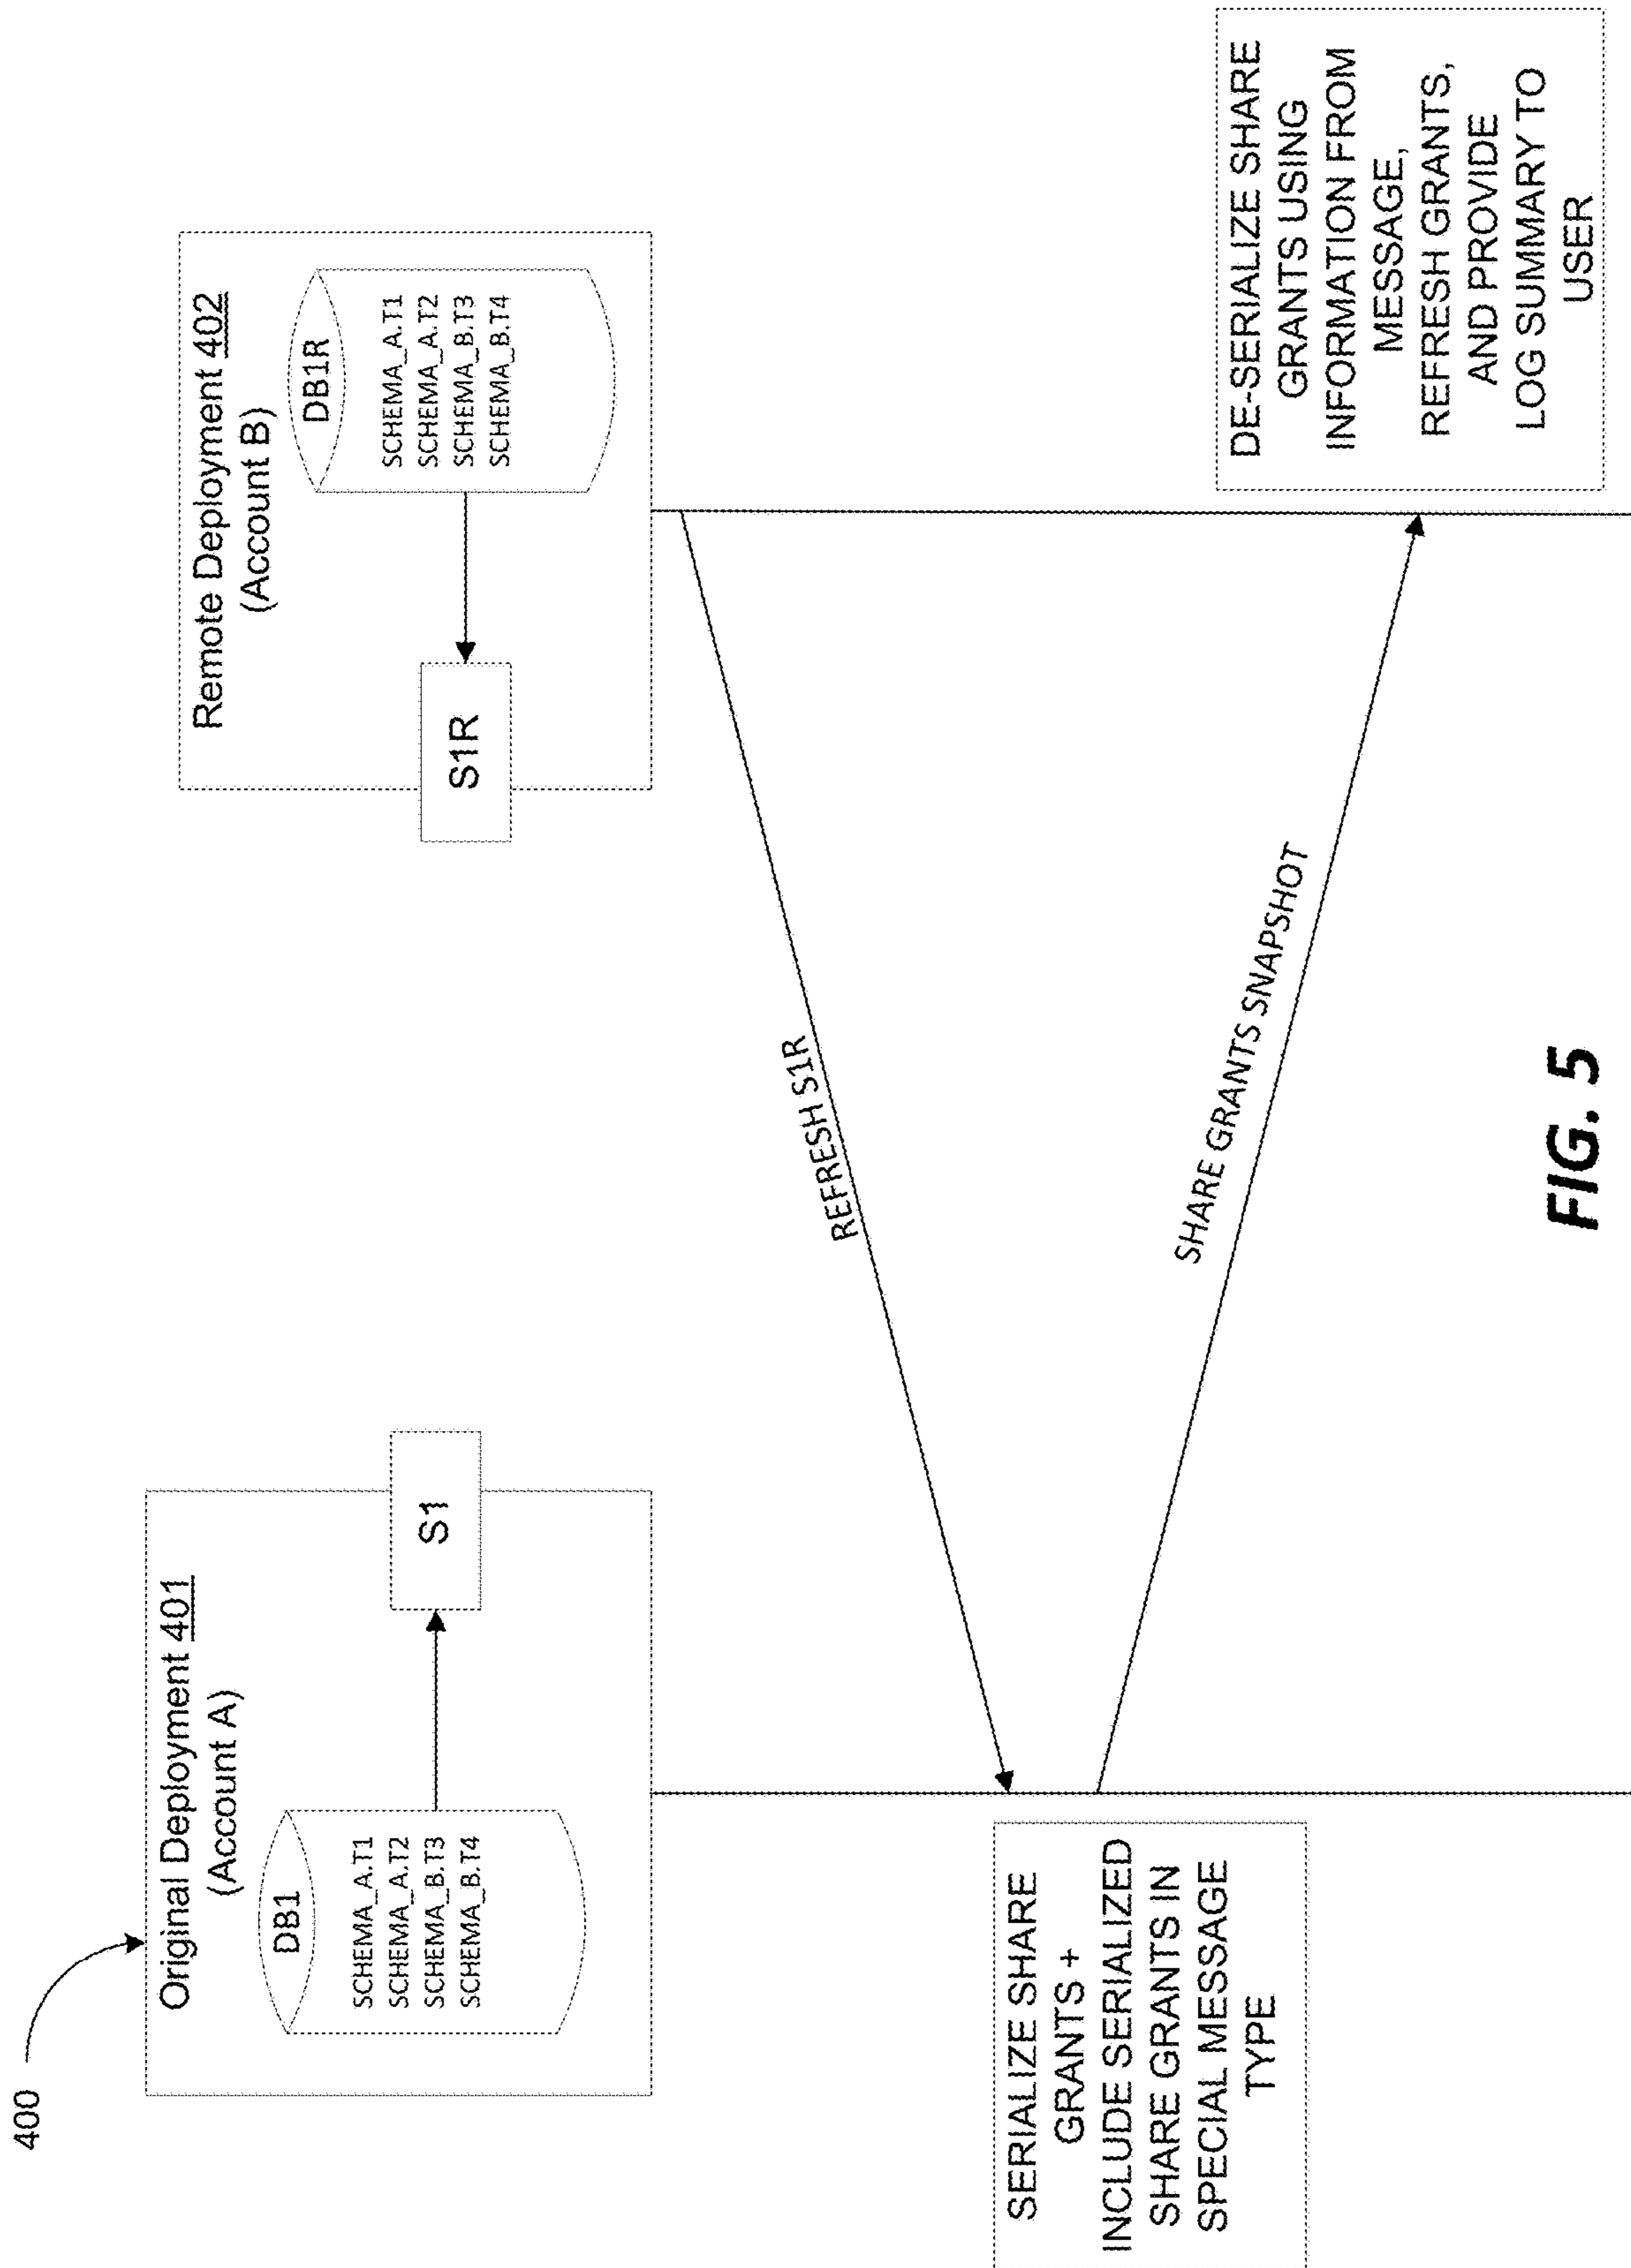 400
Original Deployment 401
(Account A)
DB1
SCHEMA_A.T1
SCHEMA_A.T2
SCHEMA_B.T3
SCHEMA_B.T4
S1
Remote Deployment 402
(Account B)
DB1R
SCHEMA_A.T1
SCHEMA_A.T2
SCHEMA_B.T3
SCHEMA_B.T4
S1R
REFRESH S1R
SERIALIZE SHARE
GRANTS +
INCLUDE SERIALIZED
SHARE GRANTS IN
SPECIAL MESSAGE
TYPE
SHARE GRANTS SNAPSHOT
DE-SERIALIZE SHARE
GRANTS USING
INFORMATION FROM
MESSAGE,
REFRESH GRANTS,
AND PROVIDE
LOG SUMMARY TO
USER
FIG. 5